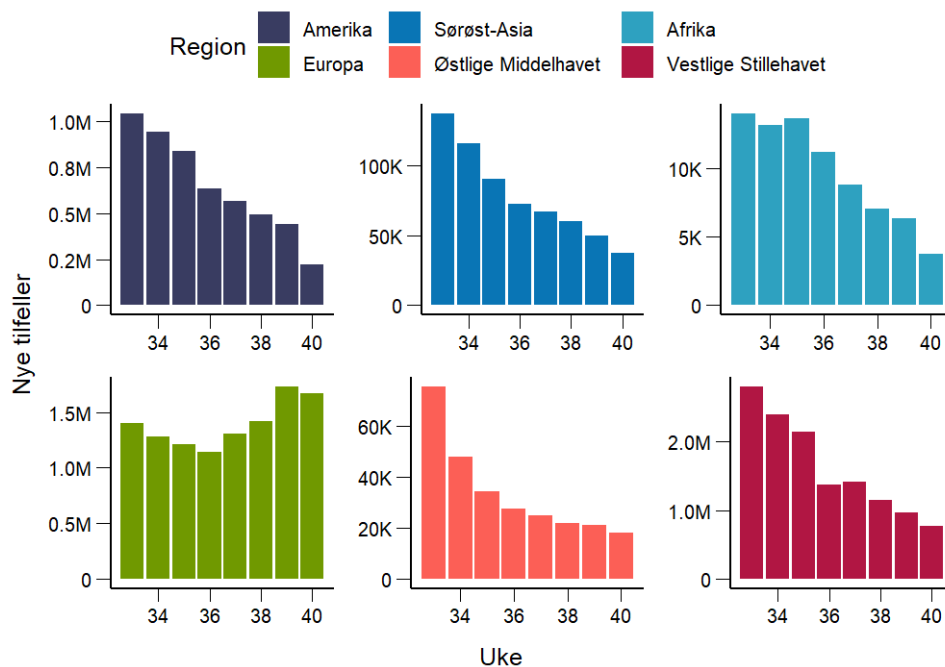 Region
Amerika
Sørøst-Asia
Afrika
Europa
Østlige Middelhavet
Vestlige Stillehavet
Nye tilfeller
1.0M
0.8M
0.5M
0.2M
0
34 36 38 40
100K
50K
0
34 36 38 40
10K
5K
0
34 36 38 40
1.5M
1.0M
0.5M
0
34 36 38 40
60K
40K
20K
0
34 36 38 40
2.0M
1.0M
0
34 36 38 40
Uke